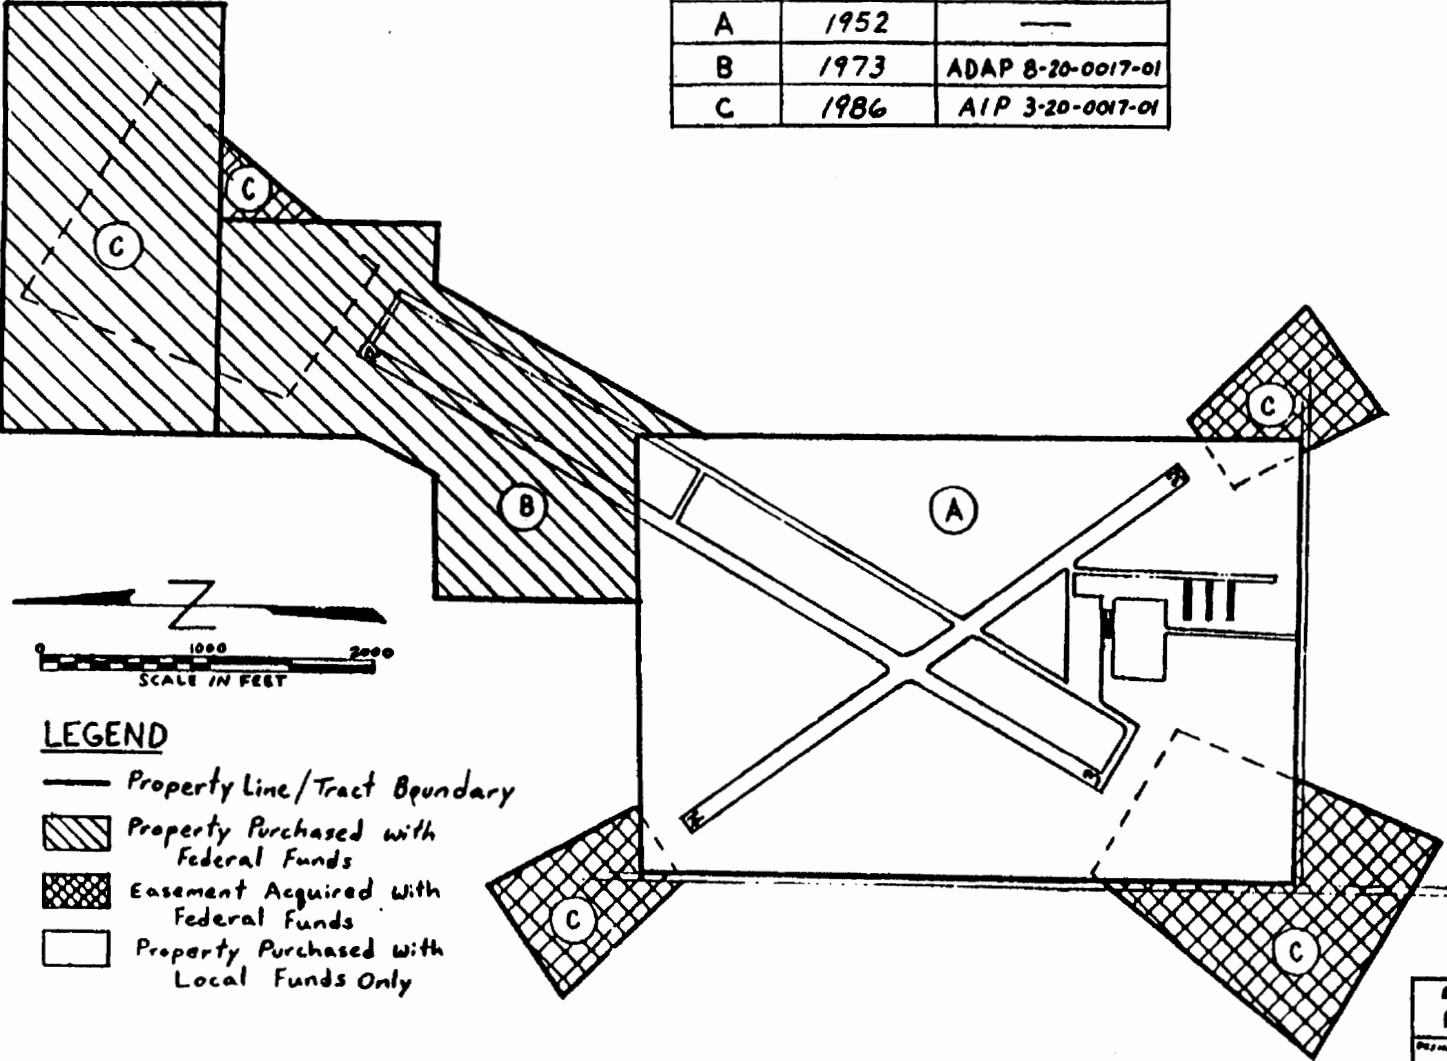 A 1952 —
B 1973 ADAP 8-20-0017-01
C 1986 AIP 3-20-0017-01
C
C
C
A
B
Z
0 1000 2000
SCALE IN FEET
LEGEND
Property Line/Tract Boundary
Property Purchased with
Federal Funds
Easement Acquired with
Federal Funds
Property Purchased with
Local Funds Only
C
C